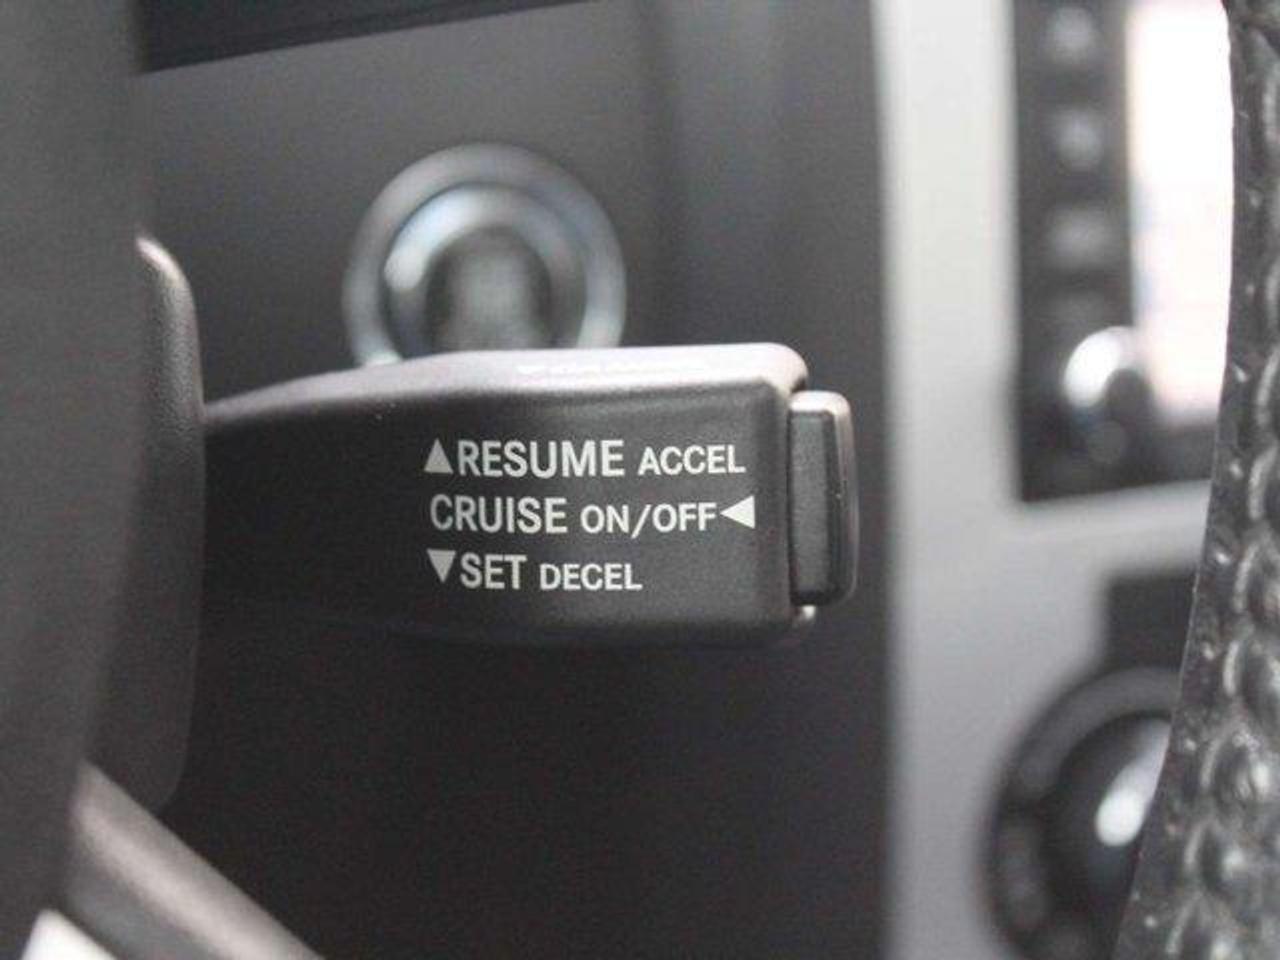 ▲RESUME ACCEL
CRUISE ON/OFF◀
▼SET DECEL